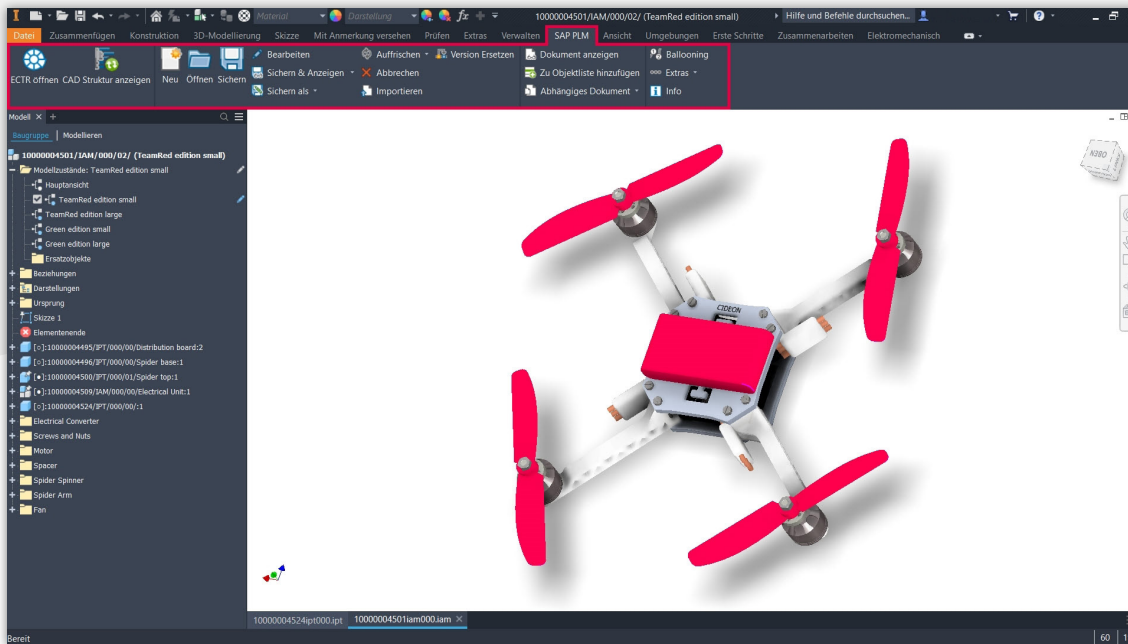 Material
Darstellung
fx
10000004501/IAM/000/02/ (TeamRed edition small)
Hilfe und Befehle durchsuchen...
Datei Zusammenfügen Konstruktion 3D-Modellierung Skizze Mit Anmerkung versehen Prüfen Extras Verwalten SAP PLM Ansicht Umgebungen Erste Schritte Zusammenarbeiten Elektromechanisch
ECTR öffnen CAD Struktur anzeigen Neu Öffnen Sichern
Bearbeiten Auffrischen Version Ersetzen Dokument anzeigen Ballooning
Sichern & Anzeigen Abbrechen Zu Objektliste hinzufügen Extras
Sichern als Importieren Abhängiges Dokument Info
Modell × +
Baugruppe | Modellieren
10000004501/IAM/000/02/ (TeamRed edition small)
Modellzustände: TeamRed edition small
Hauptansicht
TeamRed edition small
TeamRed edition large
Green edition small
Green edition large
Ersatzobjekte
Beziehungen
Darstellungen
Ursprung
Skizze 1
Elementenende
[○]:10000004495/IPT/000/00/Distribution board:2
[○]:10000004496/IPT/000/00/Spider base:1
[●]:10000004500/IPT/000/01/Spider top:1
[●]:10000004509/IAM/000/00/Electrical Unit:1
[○]:10000004524/IPT/000/00/:1
Electrical Converter
Screws and Nuts
Motor
Spacer
Spider Spinner
Spider Arm
Fan
CIDEON
OBEN
10000004524ipt000.ipt 10000004501iam000.iam ×
Bereit
60